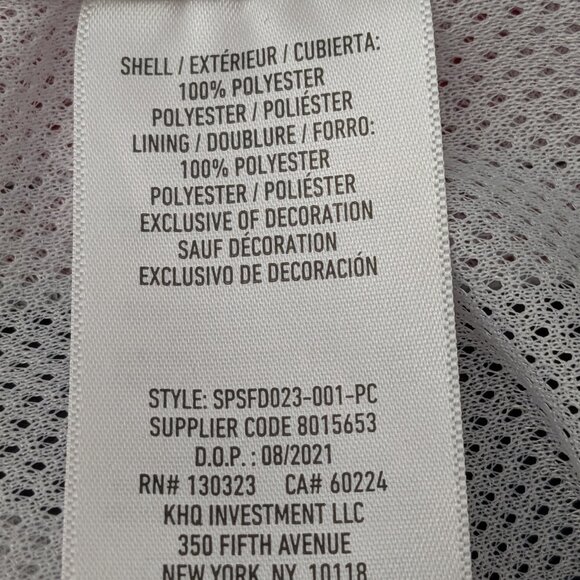 SHELL / EXTÉRIEUR / CUBIERTA:
100% POLYESTER
POLYESTER / POLIÉSTER
LINING / DOUBLURE / FORRO:
100% POLYESTER
POLYESTER / POLIÉSTER
EXCLUSIVE OF DECORATION
SAUF DÉCORATION
EXCLUSIVO DE DECORACIÓN
STYLE: SPSFD023-001-PC
SUPPLIER CODE 8015653
D.O.P. : 08/2021
RN# 130323 CA# 60224
KHQ INVESTMENT LLC
350 FIFTH AVENUE
NEW YORK, NY, 10118